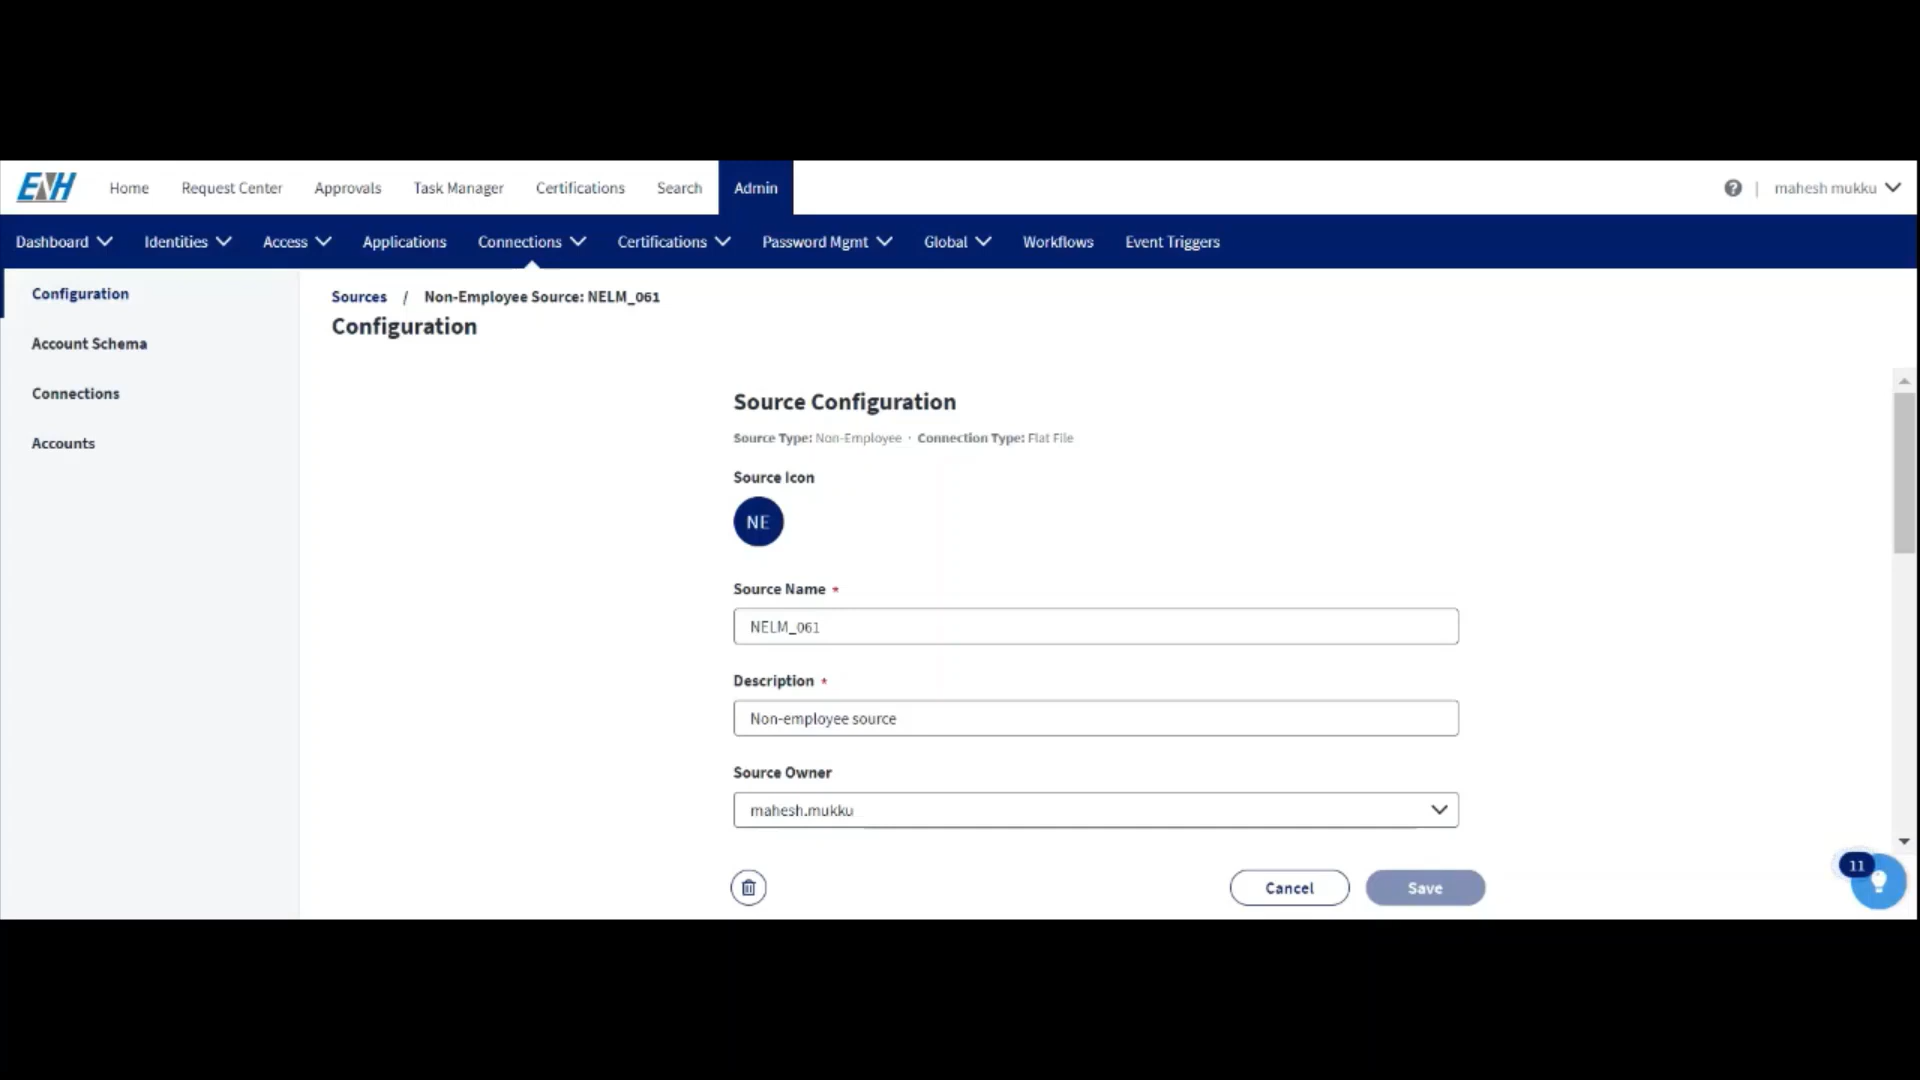 ENH Home Request Center Approvals Task Manager Certifications Search Admin ? | mahesh mukku
Dashboard Identities Access Applications Connections Certifications Password Mgmt Global Workflows Event Triggers
Configuration
Account Schema
Connections
Accounts
Sources / Non-Employee Source: NELM_061
Configuration
Source Configuration
Source Type: Non-Employee · Connection Type: Flat File
Source Icon
NE
Source Name *
NELM_061
Description *
Non-employee source
Source Owner
mahesh.mukku
Cancel Save
11